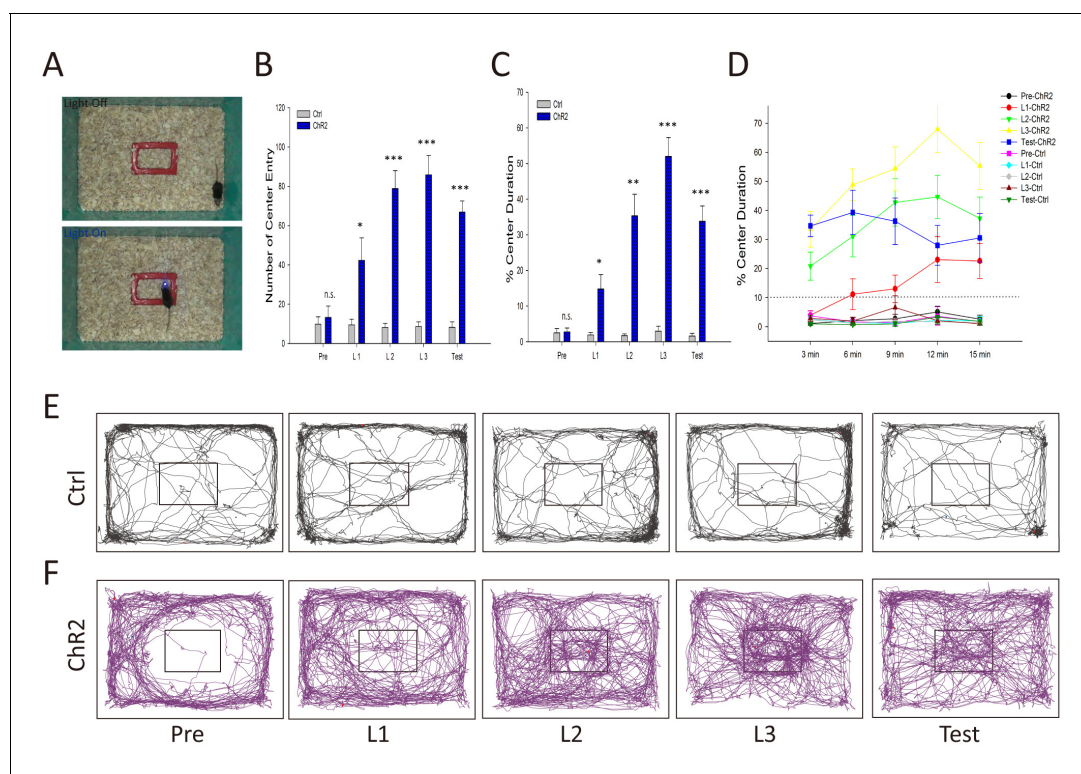 A
Light Off
Light On
B
Number of Center Entry
120
100
80
60
40
20
0
Ctrl
ChR2
n.s.
*
***
***
***
Pre
L 1
L 2
L 3
Test
C
% Center Duration
70
60
50
40
30
20
10
0
Ctrl
ChR2
n.s.
*
**
***
***
Pre
L1
L2
L3
Test
D
% Center Duration
70
60
50
40
30
20
10
0
3 min
6 min
9 min
12 min
15 min
Pre-ChR2
L1-ChR2
L2-ChR2
L3-ChR2
Test-ChR2
Pre-Ctrl
L1-Ctrl
L2-Ctrl
L3-Ctrl
Test-Ctrl
E
Ctrl
F
ChR2
Pre
L1
L2
L3
Test